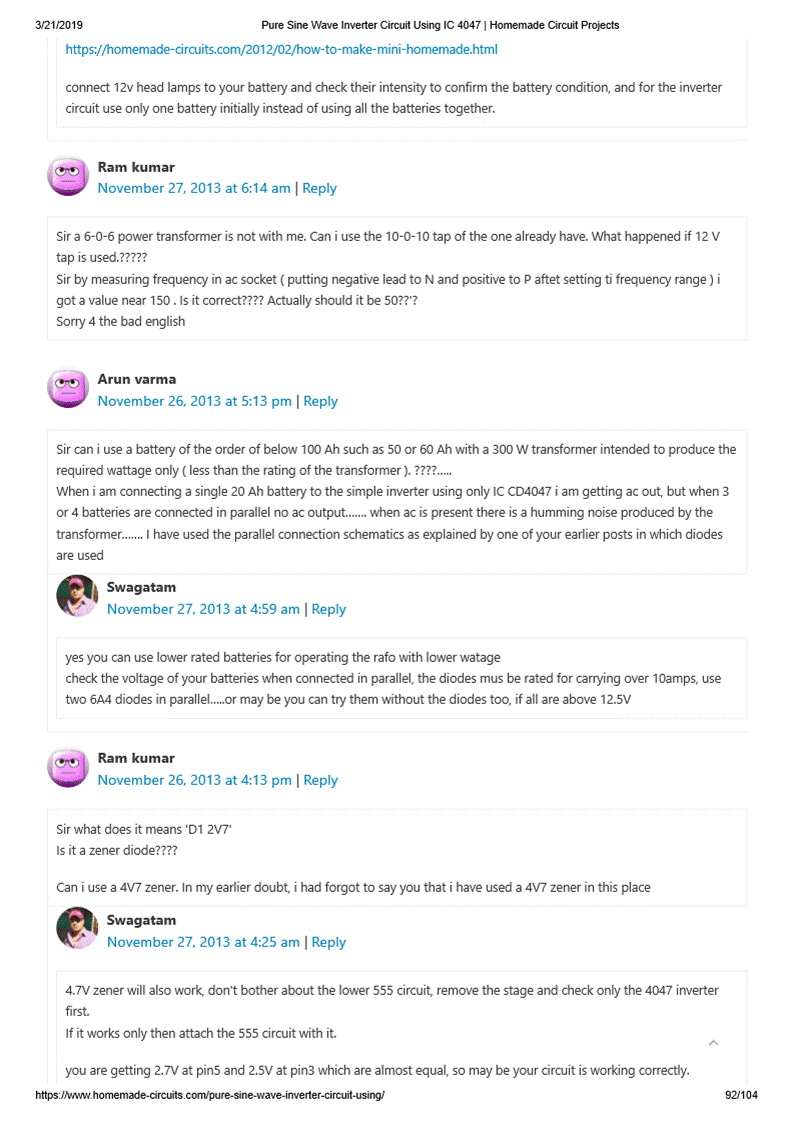 3/21/2019 Pure Sine Wave Inverter Circuit Using IC 4047 | Homemade Circuit Projects
https://homemade-circuits.com/2012/02/how-to-make-mini-homemade.html
connect 12v head lamps to your battery and check their intensity to confirm the battery condition, and for the inverter
circuit use only one battery initially instead of using all the batteries together.
Ram kumar
November 27, 2013 at 6:14 am | Reply
Sir a 6-0-6 power transformer is not with me. Can i use the 10-0-10 tap of the one already have. What happened if 12 V
tap is used.?????
Sir by measuring frequency in ac socket ( putting negative lead to N and positive to P aftet setting ti frequency range ) i
got a value near 150 . Is it correct???? Actually should it be 50??'?
Sorry 4 the bad english
Arun varma
November 26, 2013 at 5:13 pm | Reply
Sir can i use a battery of the order of below 100 Ah such as 50 or 60 Ah with a 300 W transformer intended to produce the
required wattage only ( less than the rating of the transformer ). ????.....
When i am connecting a single 20 Ah battery to the simple inverter using only IC CD4047 i am getting ac out, but when 3
or 4 batteries are connected in parallel no ac output....... when ac is present there is a humming noise produced by the
transformer....... I have used the parallel connection schematics as explained by one of your earlier posts in which diodes
are used
Swagatam
November 27, 2013 at 4:59 am | Reply
yes you can use lower rated batteries for operating the rafo with lower watage
check the voltage of your batteries when connected in parallel, the diodes mus be rated for carrying over 10amps, use
two 6A4 diodes in parallel.....or may be you can try them without the diodes too, if all are above 12.5V
Ram kumar
November 26, 2013 at 4:13 pm | Reply
Sir what does it means 'D1 2V7'
Is it a zener diode????
Can i use a 4V7 zener. In my earlier doubt, i had forgot to say you that i have used a 4V7 zener in this place
Swagatam
November 27, 2013 at 4:25 am | Reply
4.7V zener will also work, don't bother about the lower 555 circuit, remove the stage and check only the 4047 inverter
first.
If it works only then attach the 555 circuit with it.
you are getting 2.7V at pin5 and 2.5V at pin3 which are almost equal, so may be your circuit is working correctly.
https://www.homemade-circuits.com/pure-sine-wave-inverter-circuit-using/ 92/104